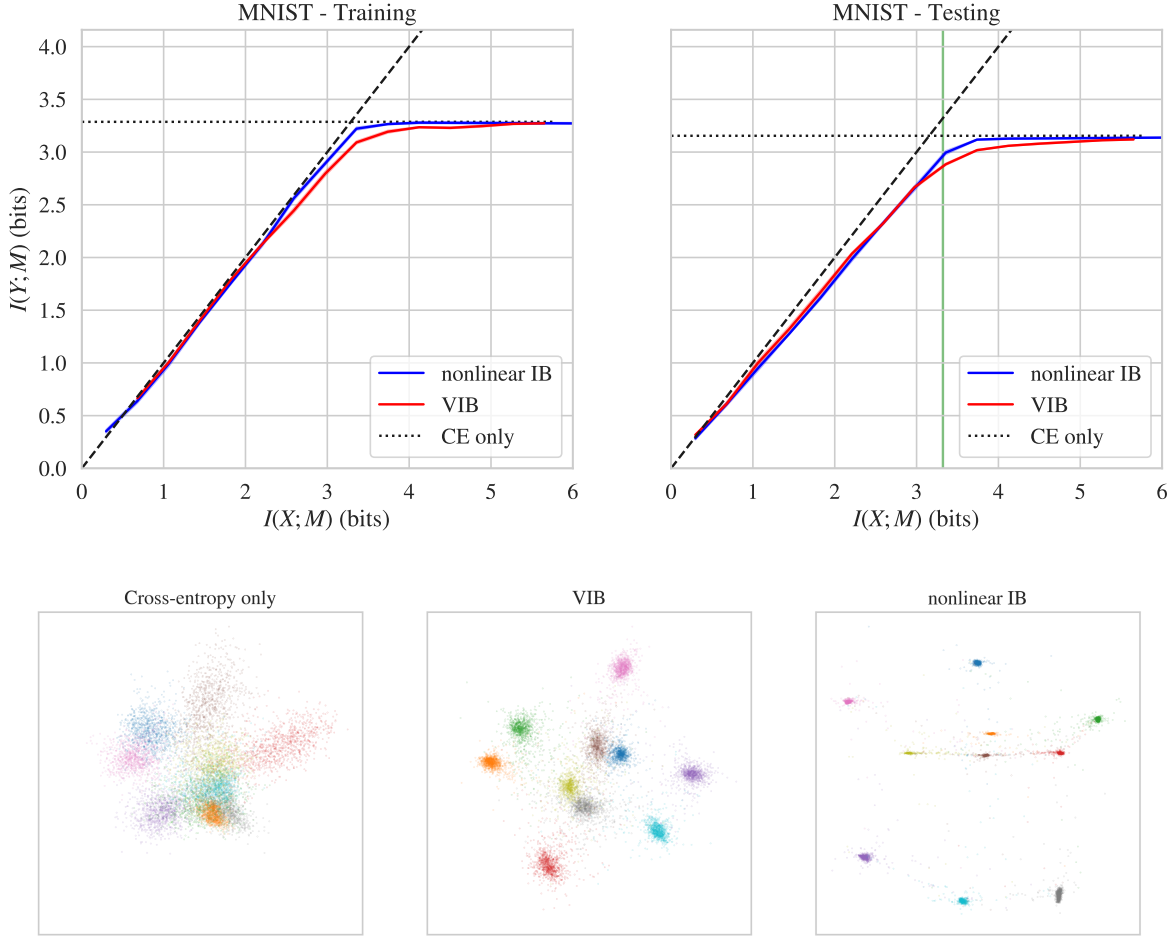 MNIST - Training
MNIST - Testing
4.0
3.5
3.0
2.5
2.0
1.5
1.0
0.5
0.0
I(Y; M) (bits)
nonlinear IB
VIB
CE only
nonlinear IB
VIB
CE only
0 1 2 3 4 5 6
0 1 2 3 4 5 6
I(X; M) (bits)
I(X; M) (bits)
Cross-entropy only
VIB
nonlinear IB